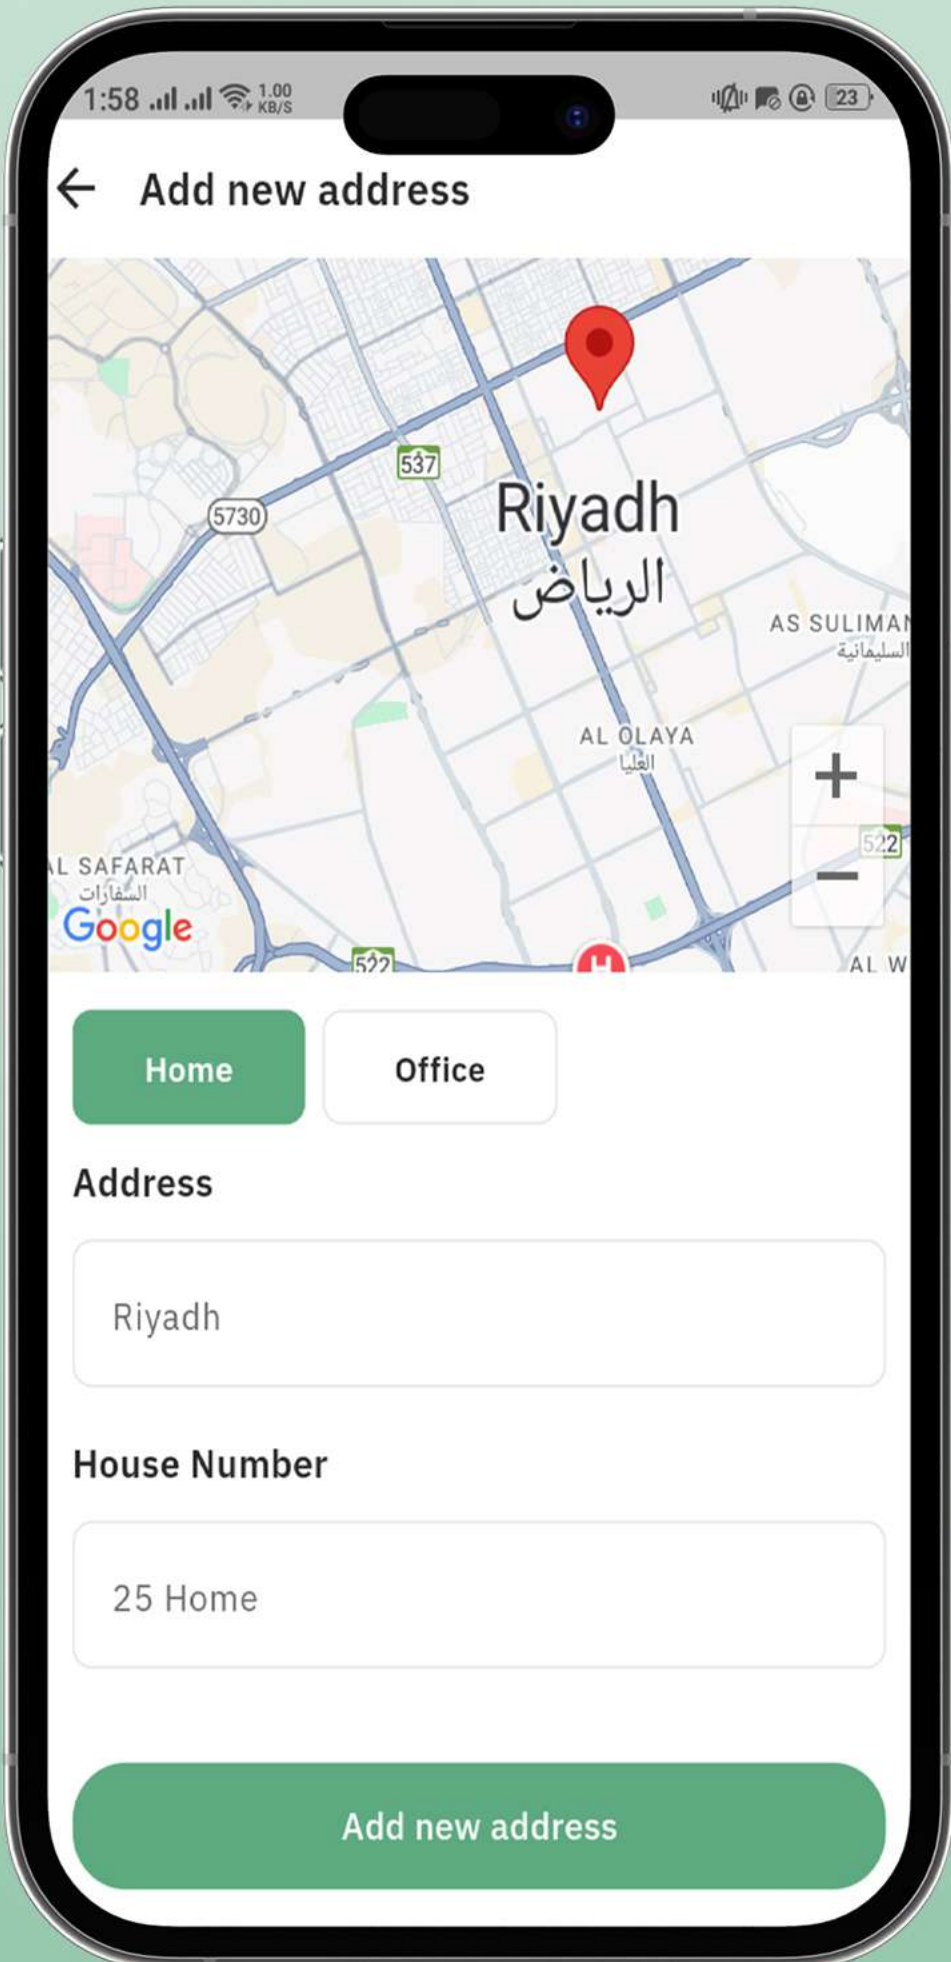 1:58
1.00
KB/S
23
Add new address
537
5730
Riyadh
الرياض
AS SULIMAN
السليمانية
AL OLAYA
العليا
+
522
−
AL SAFARAT
السفارات
Google
522
H
AL W
Home
Office
Address
Riyadh
House Number
25 Home
Add new address